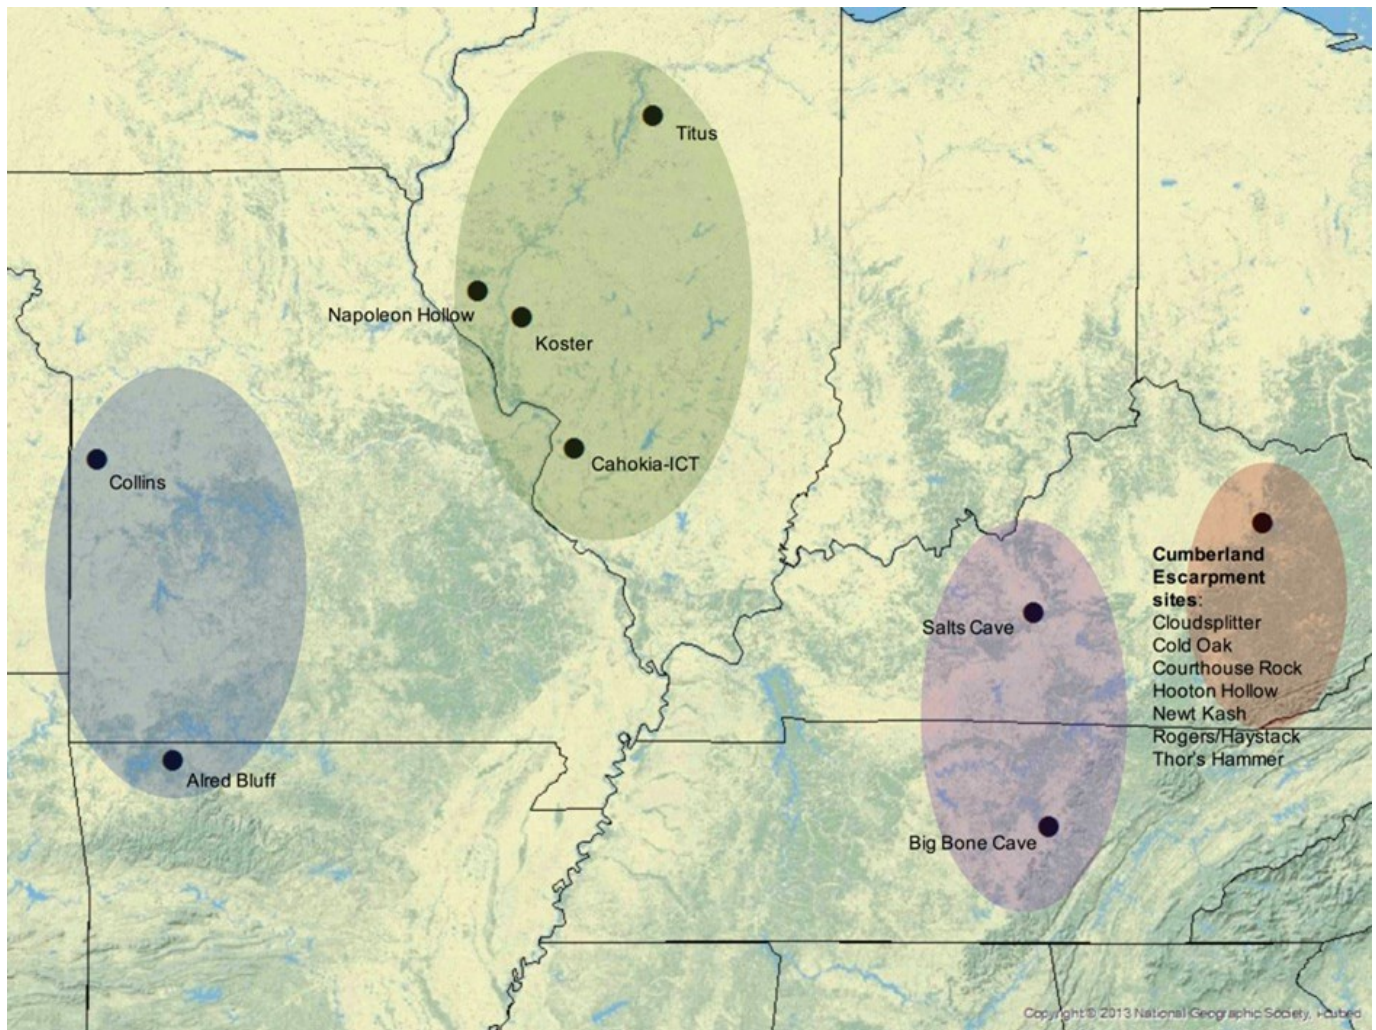 Titus
Napoleon Hollow
Koster
Cahokia-ICT
Collins
Alred Bluff
Salts Cave
Big Bone Cave
Cumberland
Escarpment
sites:
Cloudsplitter
Cold Oak
Courthouse Rock
Hooton Hollow
Newt Kash
Rogers/Haystack
Thor's Hammer
Copyright:© 2013 National Geographic Society, i-cubed